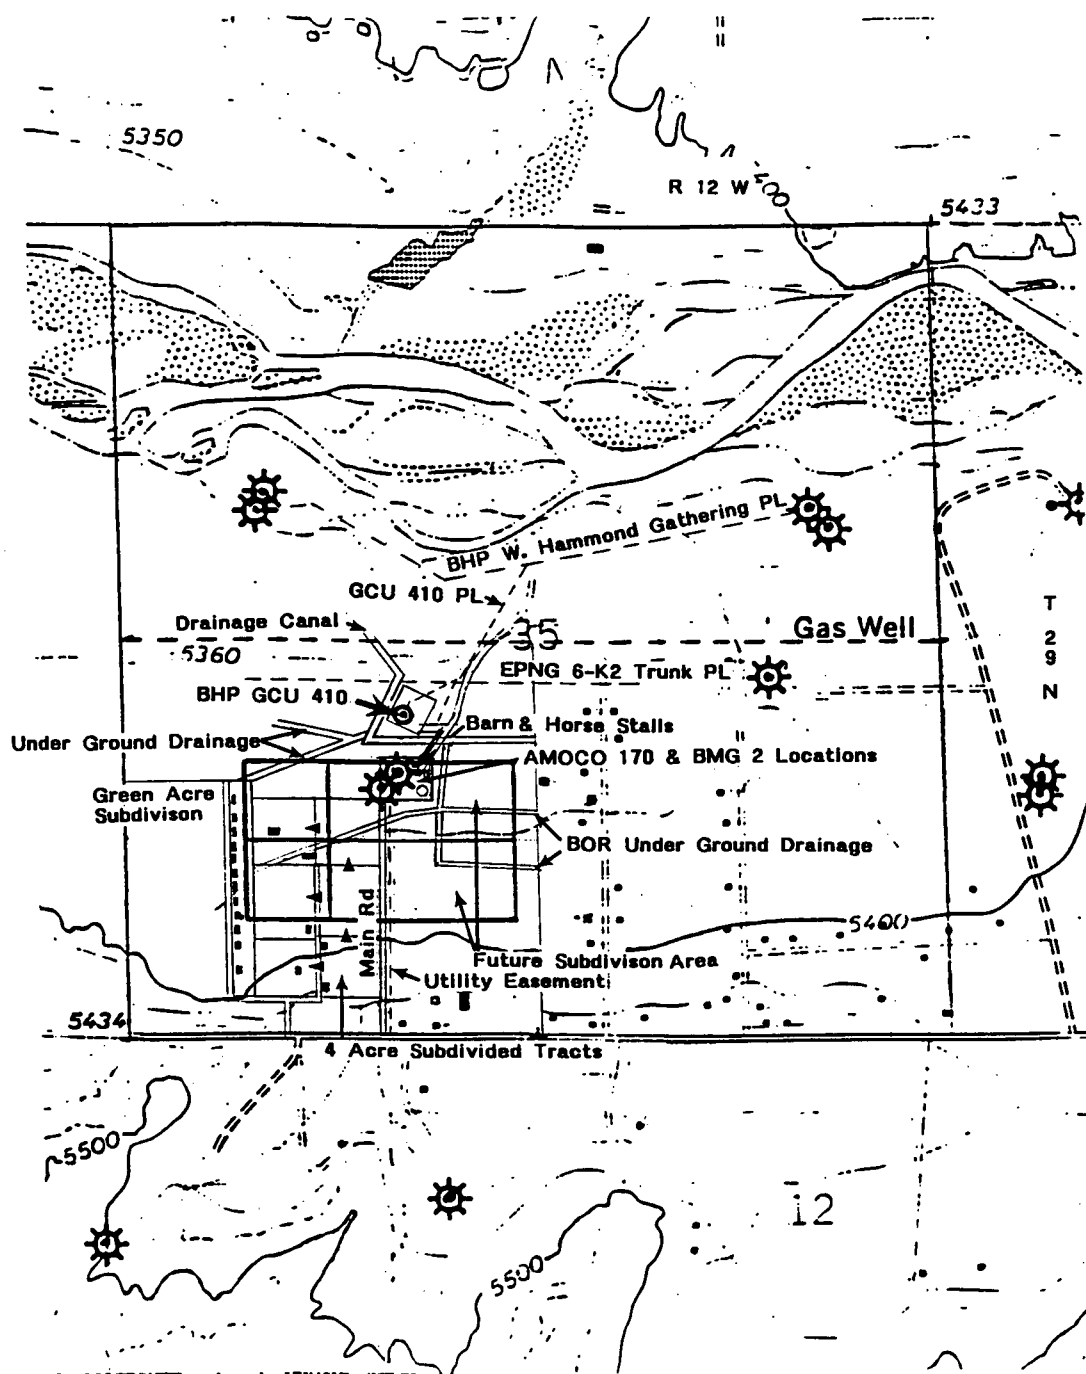 5350
R 12 W
5433
BHP W. Hammond Gathering PL
GCU 410 PL
Drainage Canal
35
Gas Well
T
2
9
N
5360
EPNG 6-K2 Trunk PL
BHP GCU 410
Barn & Horse Stalls
Under Ground Drainage
AMOCO 170 & BMG 2 Locations
Green Acre
Subdivison
BOR Under Ground Drainage
Main Rd
5400
Future Subdivison Area
Utility Easement
5434
4 Acre Subdivided Tracts
5500
12
5500